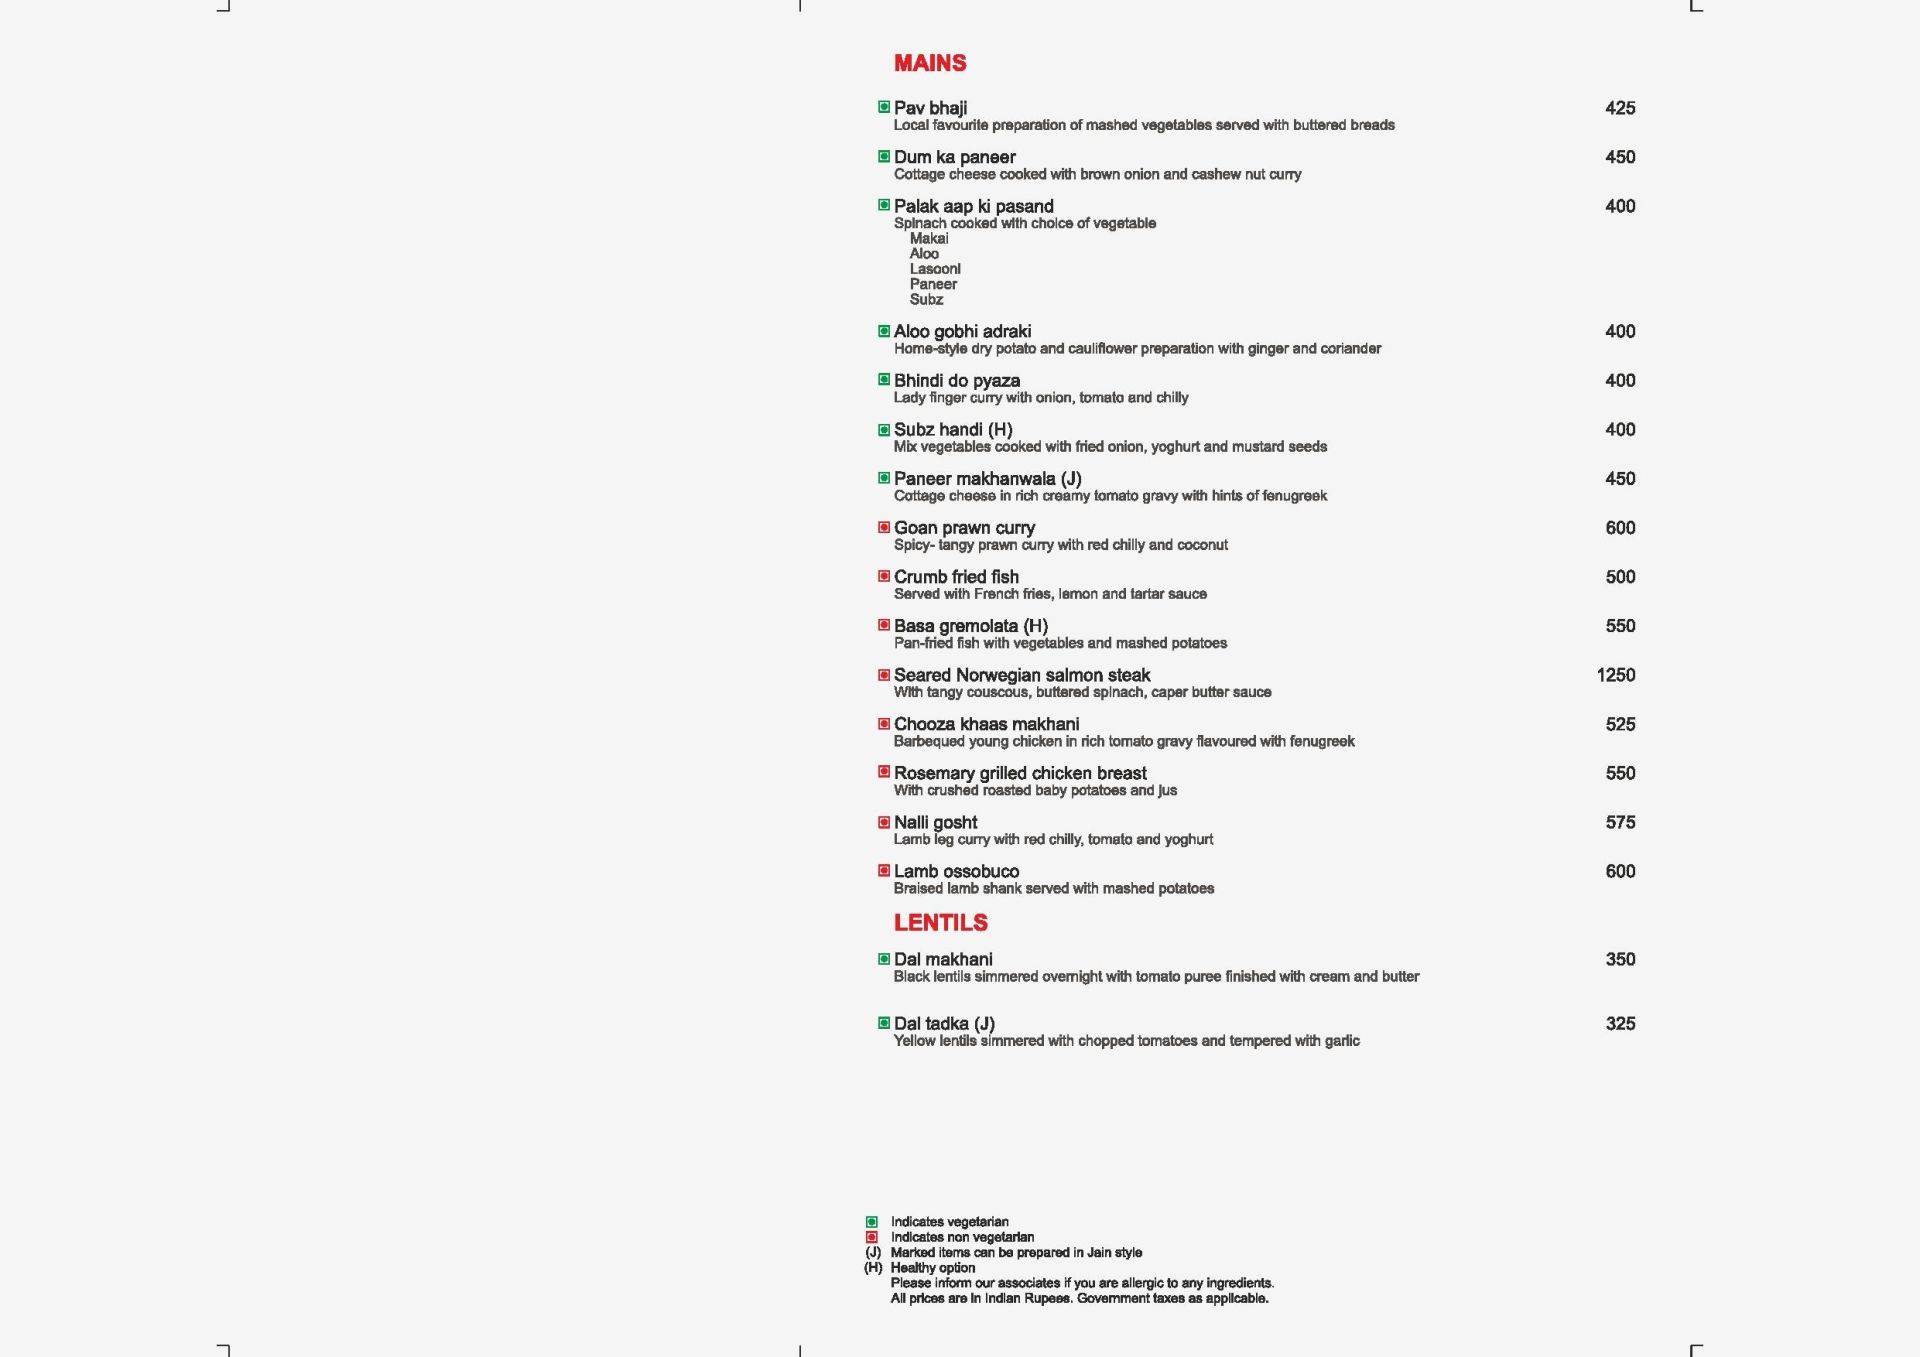 MAINS
Pav bhaji 425
Local favourite preparation of mashed vegetables served with buttered breads
Dum ka paneer 450
Cottage cheese cooked with brown onion and cashew nut curry
Palak aap ki pasand 400
Spinach cooked with choice of vegetable
Makai
Aloo
Lasooni
Paneer
Subz
Aloo gobhi adraki 400
Home-style dry potato and cauliflower preparation with ginger and coriander
Bhindi do pyaza 400
Lady finger curry with onion, tomato and chilly
Subz handi (H) 400
Mix vegetables cooked with fried onion, yoghurt and mustard seeds
Paneer makhanwala (J) 450
Cottage cheese in rich creamy tomato gravy with hints of fenugreek
Goan prawn curry 600
Spicy- tangy prawn curry with red chilly and coconut
Crumb fried fish 500
Served with French fries, lemon and tartar sauce
Basa gremolata (H) 550
Pan-fried fish with vegetables and mashed potatoes
Seared Norwegian salmon steak 1250
With tangy couscous, buttered spinach, caper butter sauce
Chooza khaas makhani 525
Barbequed young chicken in rich tomato gravy flavoured with fenugreek
Rosemary grilled chicken breast 550
With crushed roasted baby potatoes and jus
Nalli gosht 575
Lamb leg curry with red chilly, tomato and yoghurt
Lamb ossobuco 600
Braised lamb shank served with mashed potatoes
LENTILS
Dal makhani 350
Black lentils simmered overnight with tomato puree finished with cream and butter
Dal tadka (J) 325
Yellow lentils simmered with chopped tomatoes and tempered with garlic
Indicates vegetarian
Indicates non vegetarian
(J) Marked items can be prepared in Jain style
(H) Healthy option
Please inform our associates if you are allergic to any ingredients.
All prices are in Indian Rupees. Government taxes as applicable.